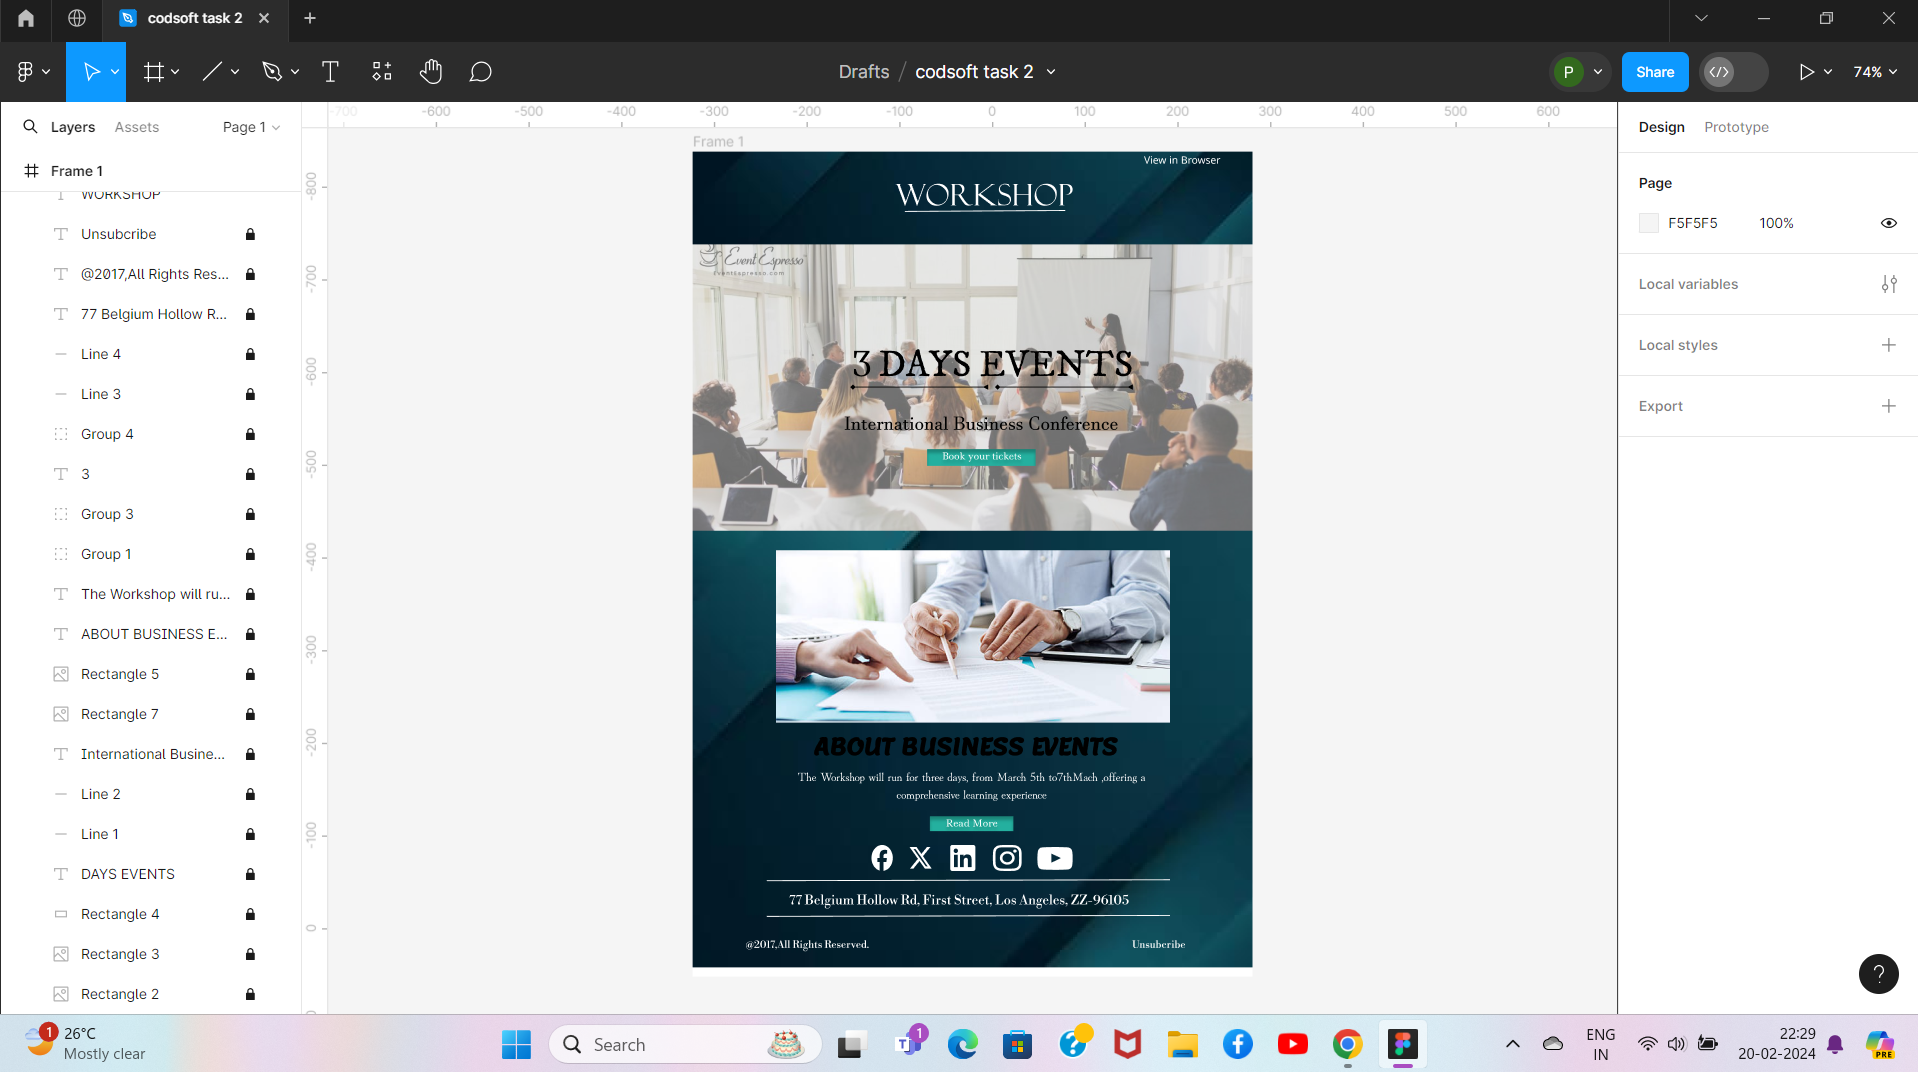 codsoft task 2
Drafts / codsoft task 2
P
Share
74%
Layers
Assets
Page 1
Frame 1
WORKSHOP
Unsubcribe
@2017,All Rights Res...
77 Belgium Hollow R...
Line 4
Line 3
Group 4
3
Group 3
Group 1
The Workshop will ru...
ABOUT BUSINESS E...
Rectangle 5
Rectangle 7
International Busine...
Line 2
Line 1
DAYS EVENTS
Rectangle 4
Rectangle 3
Rectangle 2
-700 -600 -500 -400 -300 -200 -100 0 100 200 300 400 500 600
-800
-700
-600
-500
-400
-300
-200
-100
0
Frame 1
View in Browser
WORKSHOP
Event Espresso
EventEspresso.com
3 DAYS EVENTS
International Business Conference
Book your tickets
ABOUT BUSINESS EVENTS
The Workshop will run for three days, from March 5th to7thMach ,offering a
comprehensive learning experience
Read More
77 Belgium Hollow Rd, First Street, Los Angeles, ZZ-96105
@2017,All Rights Reserved.
Unsubcribe
Design
Prototype
Page
F5F5F5
100%
Local variables
Local styles
Export
?
1
26°C
Mostly clear
Search
1
ENG
IN
22:29
20-02-2024
PRE